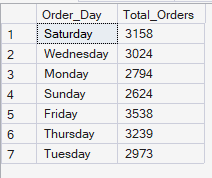 Order_Day Total_Orders
1 Saturday 3158
2 Wednesday 3024
3 Monday 2794
4 Sunday 2624
5 Friday 3538
6 Thursday 3239
7 Tuesday 2973